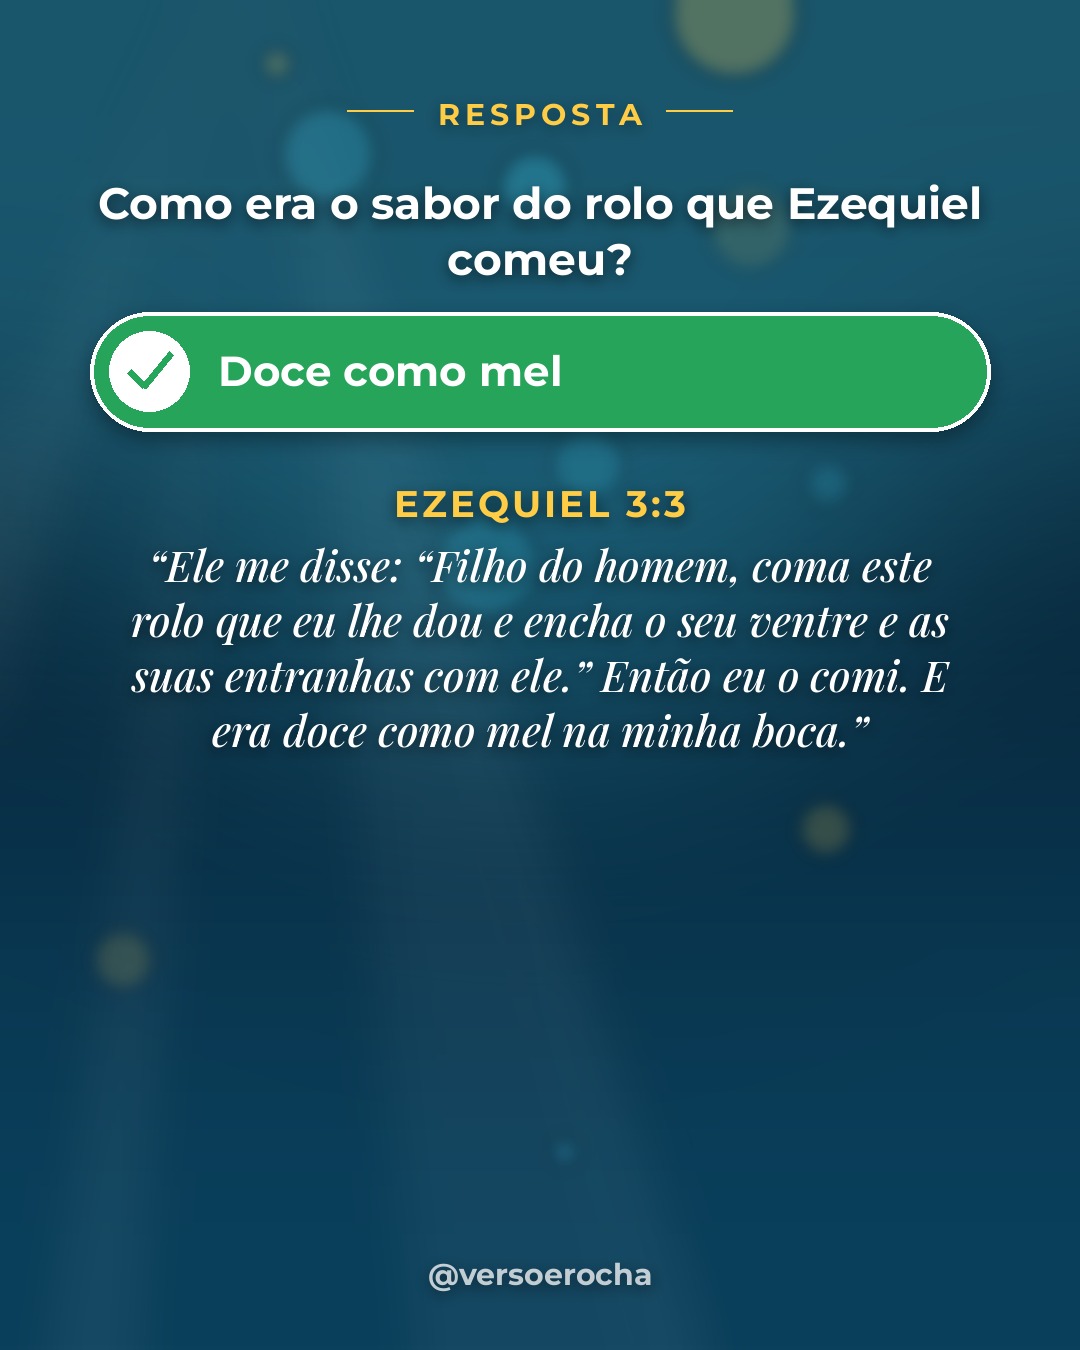 RESPOSTA
Como era o sabor do rolo que Ezequiel
comeu?
Doce como mel
EZEQUIEL 3:3
“Ele me disse: “Filho do homem, coma este
rolo que eu lhe dou e encha o seu ventre e as
suas entranhas com ele.” Então eu o comi. E
era doce como mel na minha boca.”
@versoerocha